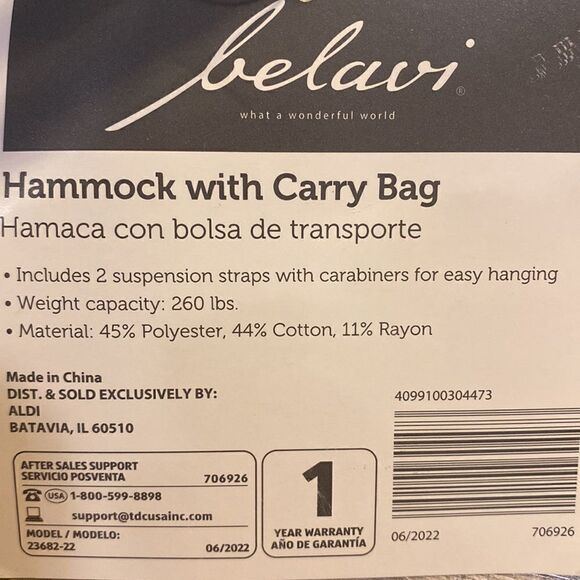 belavi®
what a wonderful world
Hammock with Carry Bag
Hamaca con bolsa de transporte
• Includes 2 suspension straps with carabiners for easy hanging
• Weight capacity: 260 lbs.
• Material: 45% Polyester, 44% Cotton, 11% Rayon
Made in China
DIST. & SOLD EXCLUSIVELY BY:
ALDI
BATAVIA, IL 60510
AFTER SALES SUPPORT
SERVICIO POSVENTA 706926
USA 1-800-599-8898
support@tdcusainc.com
MODEL / MODELO:
23682-22 06/2022
1
YEAR WARRANTY
AÑO DE GARANTÍA
4099100304473
06/2022 706926